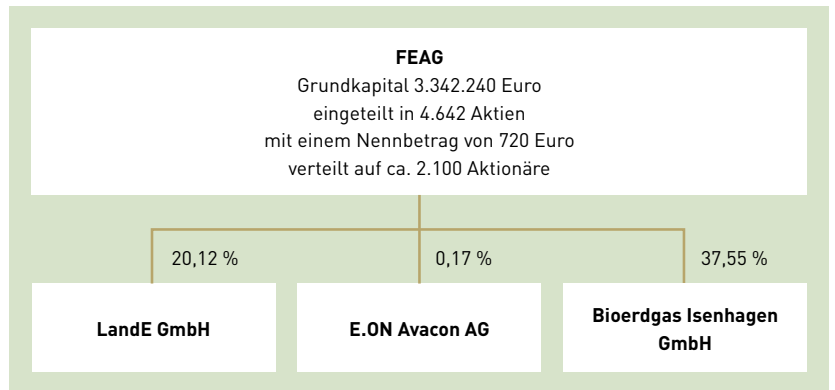 FEAG
Grundkapital 3.342.240 Euro
eingeteilt in 4.642 Aktien
mit einem Nennbetrag von 720 Euro
verteilt auf ca. 2.100 Aktionäre
20,12 %
0,17 %
37,55 %
LandE GmbH
E.ON Avacon AG
Bioerdgas Isenhagen
GmbH